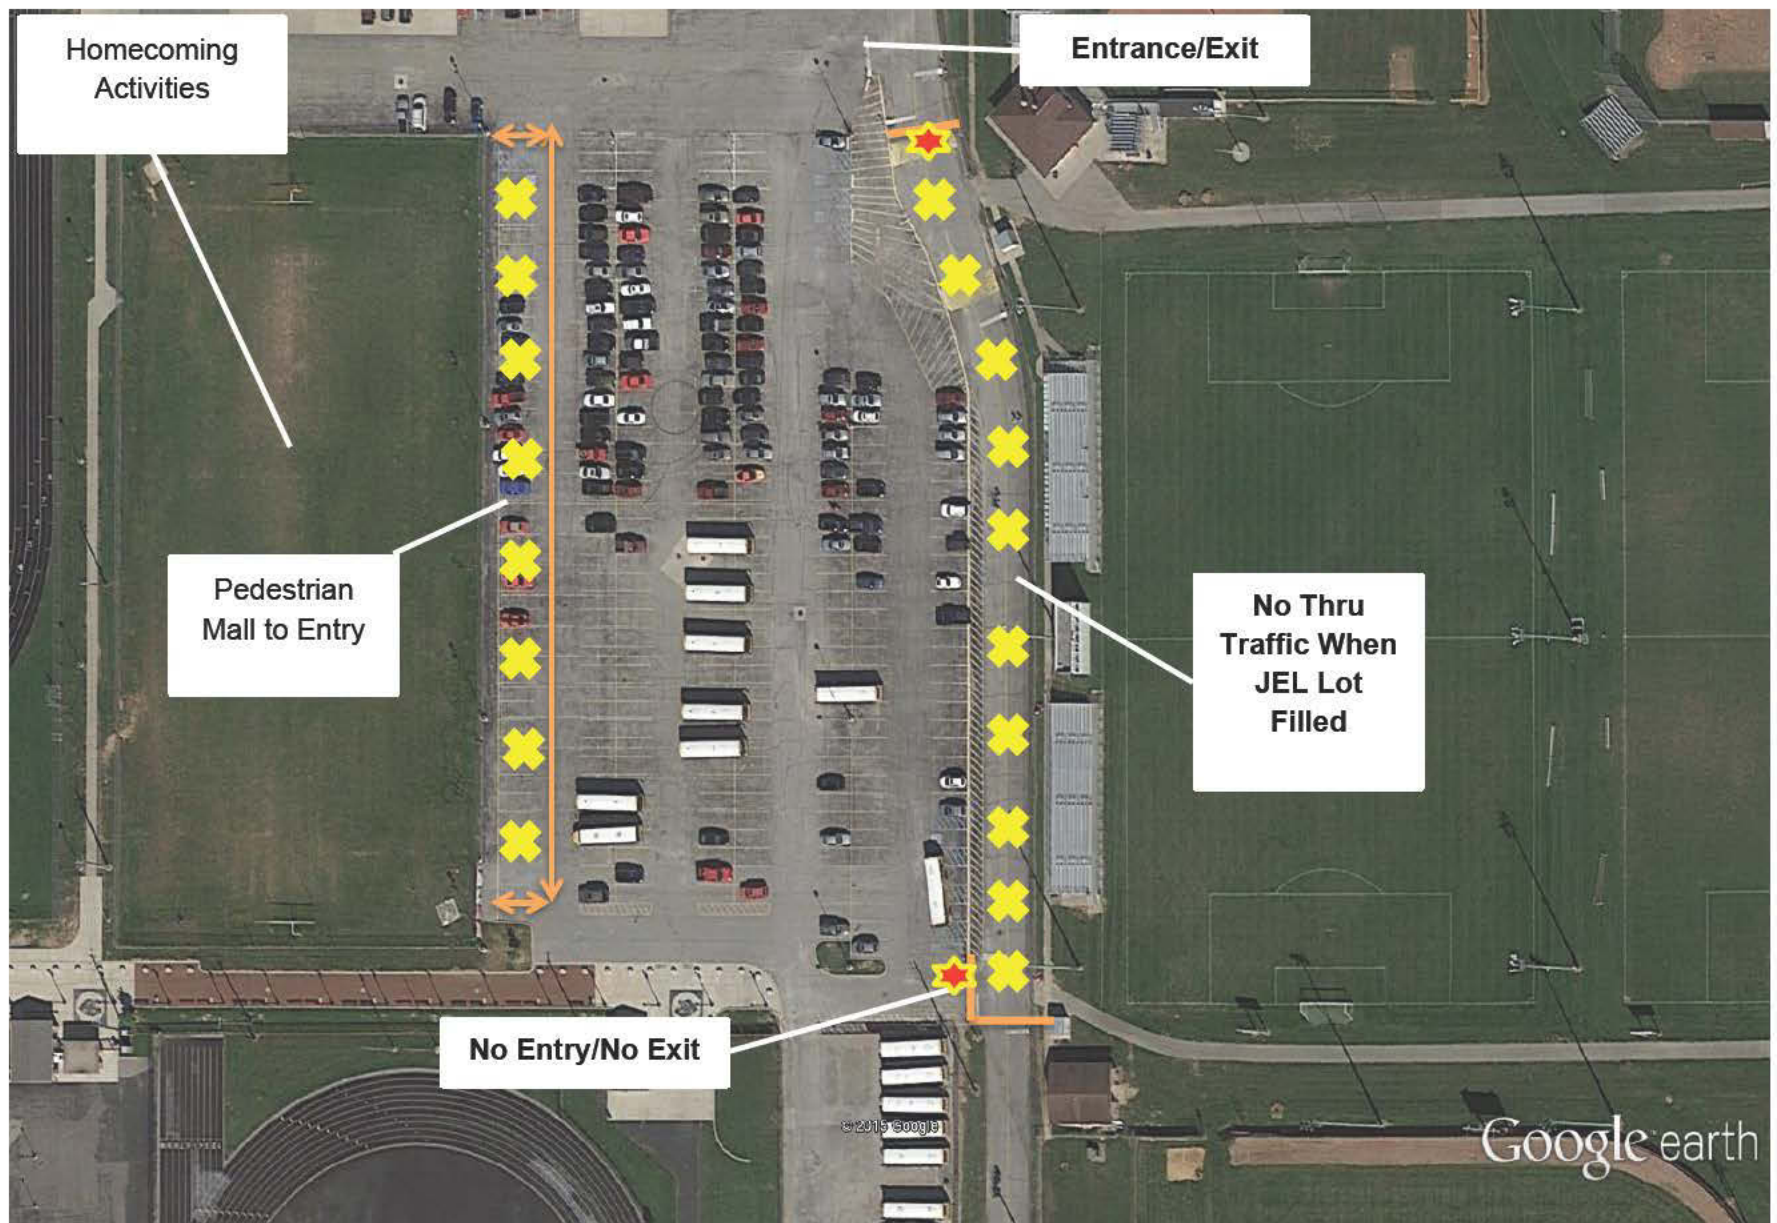 Homecoming
Activities
Entrance/Exit
Pedestrian
Mall to Entry
No Thru
Traffic When
JEL Lot
Filled
No Entry/No Exit
© 2015 Google
Google earth